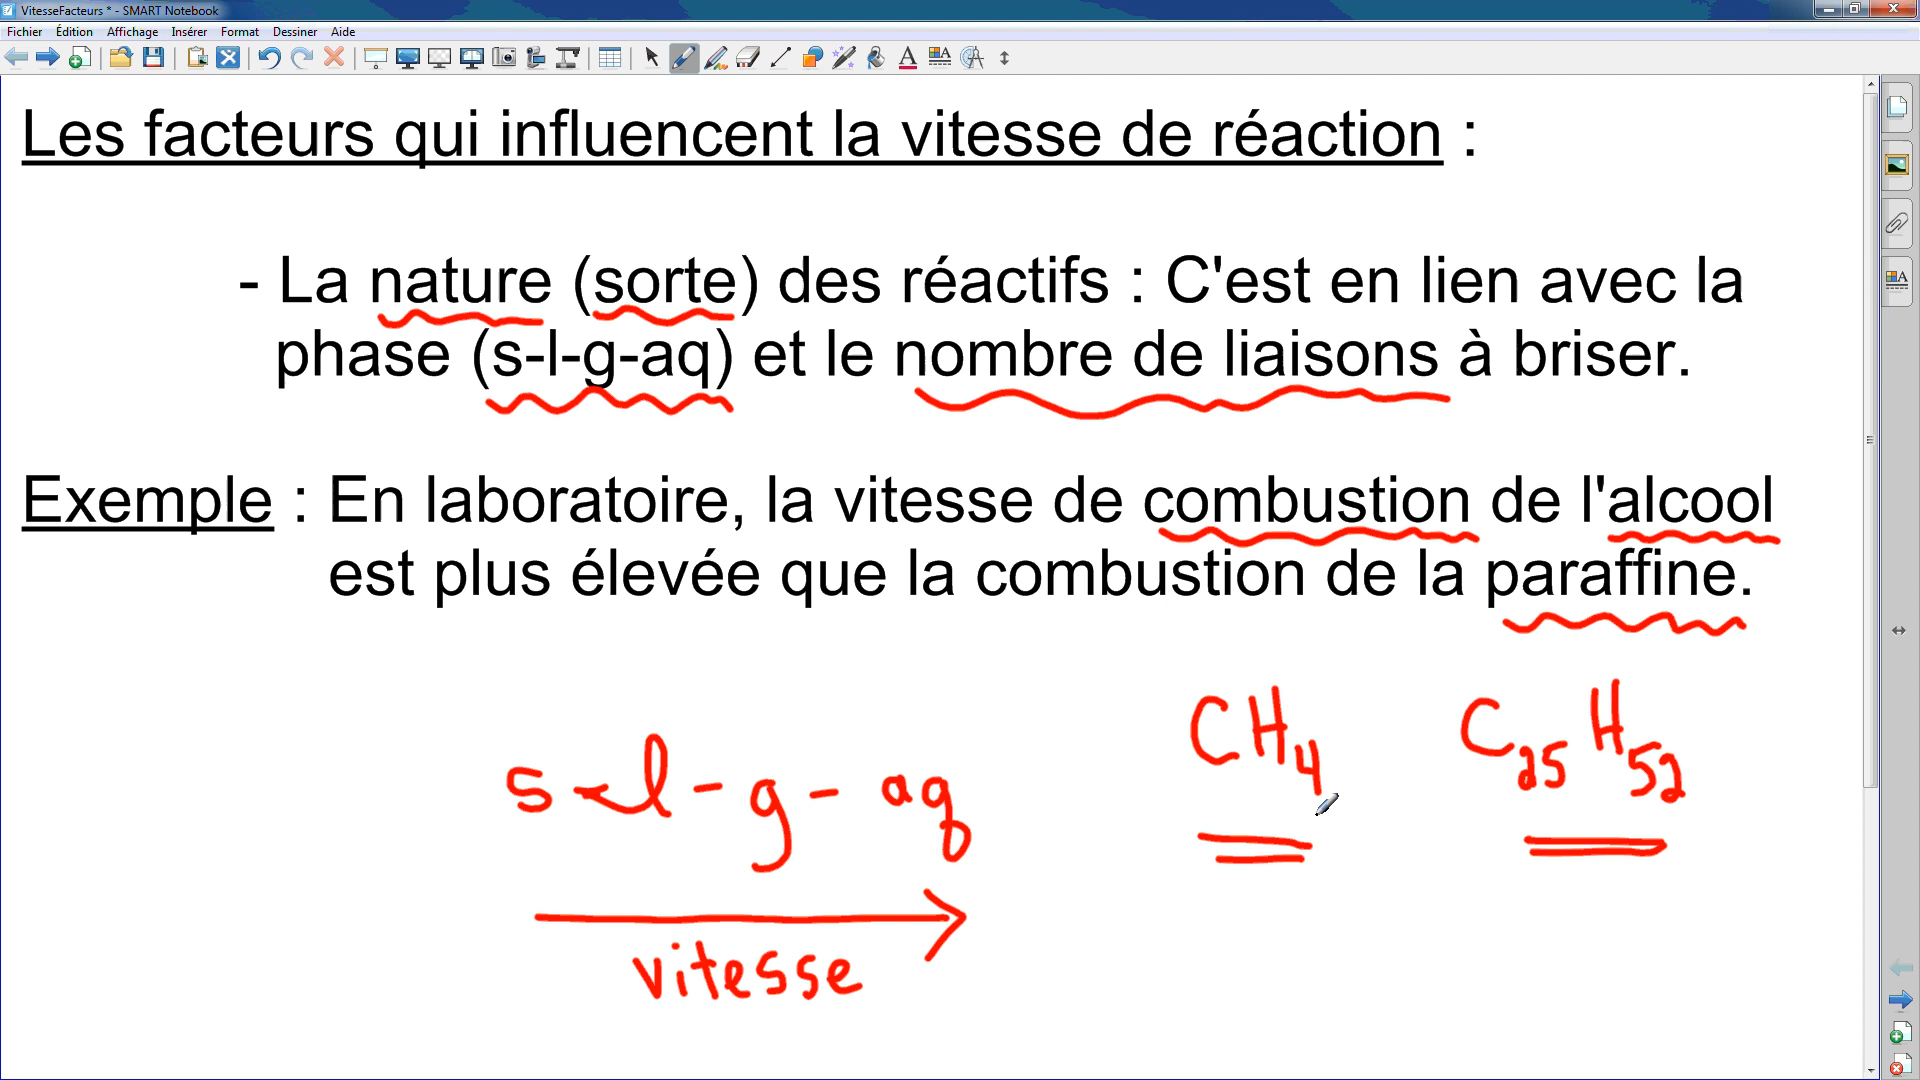 VitesseFacteurs * - SMART Notebook
Fichier Édition Affichage Insérer Format Dessiner Aide
Les facteurs qui influencent la vitesse de réaction :
- La nature (sorte) des réactifs : C'est en lien avec la
phase (s-l-g-aq) et le nombre de liaisons à briser.
Exemple : En laboratoire, la vitesse de combustion de l'alcool
est plus élevée que la combustion de la paraffine.
s-l-g-aq
CH₄ C₂₅H₅₂
vitesse